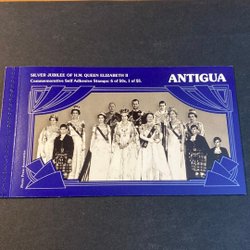 SILVER JUBILEE OF H.M. QUEEN ELIZABETH II
Commemorative Self Adhesive Stamps: 6 of 50c, 1 of $5.
ANTIGUA